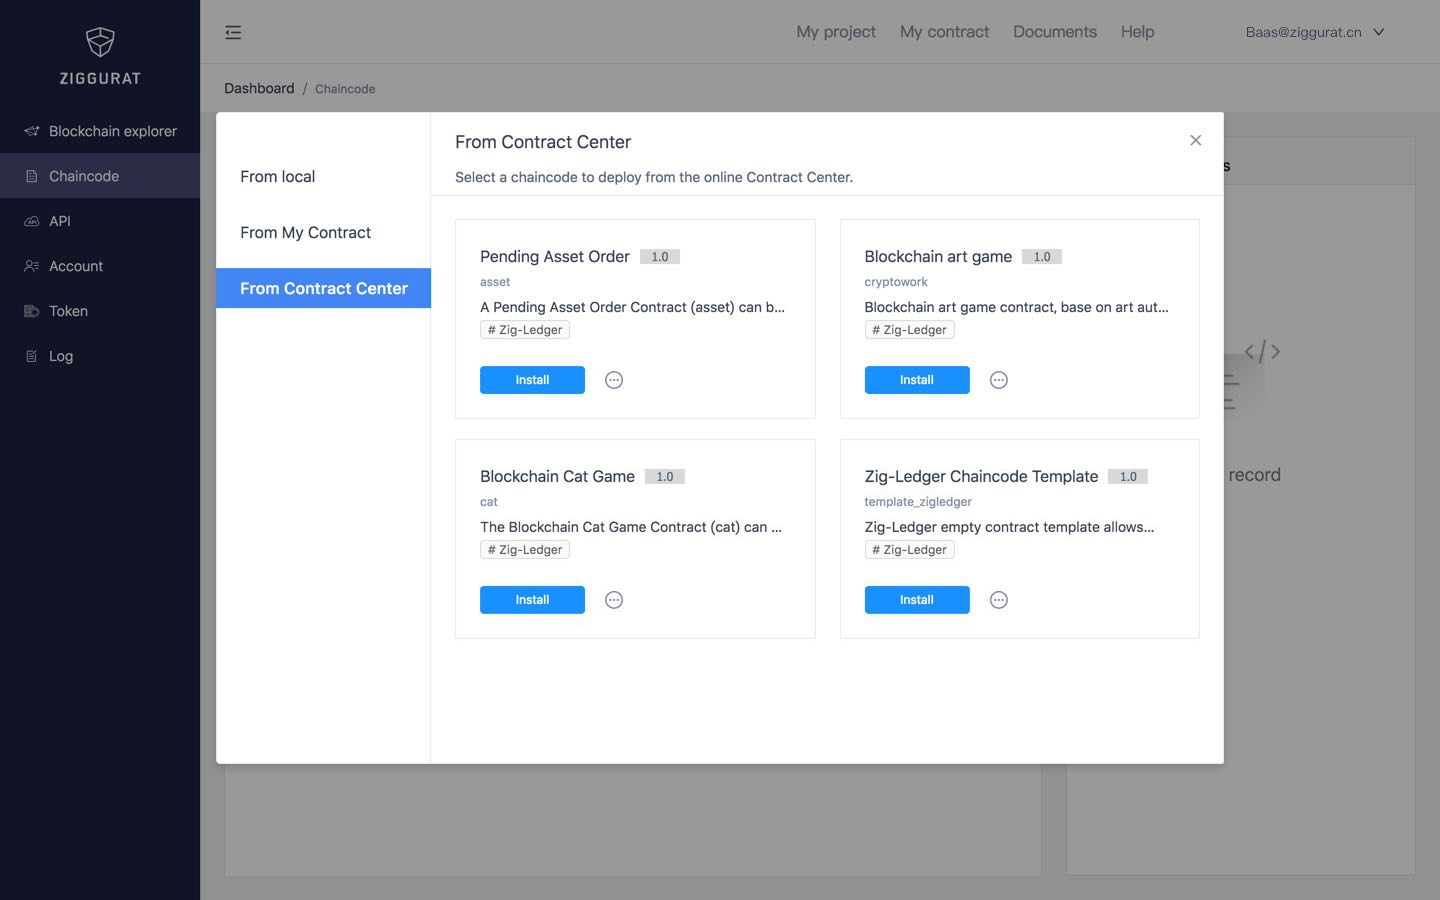 ZIGGURAT
Blockchain explorer
Chaincode
API
Account
Token
Log
My project
My contract
Documents
Help
Baas@ziggurat.cn
Dashboard / Chaincode
From local
From My Contract
From Contract Center
From Contract Center
Select a chaincode to deploy from the online Contract Center.
Pending Asset Order 1.0
asset
A Pending Asset Order Contract (asset) can b...
# Zig-Ledger
Install
Blockchain art game 1.0
cryptowork
Blockchain art game contract, base on art aut...
# Zig-Ledger
Install
Blockchain Cat Game 1.0
cat
The Blockchain Cat Game Contract (cat) can ...
# Zig-Ledger
Install
Zig-Ledger Chaincode Template 1.0
template_zigledger
Zig-Ledger empty contract template allows...
# Zig-Ledger
Install
s
record